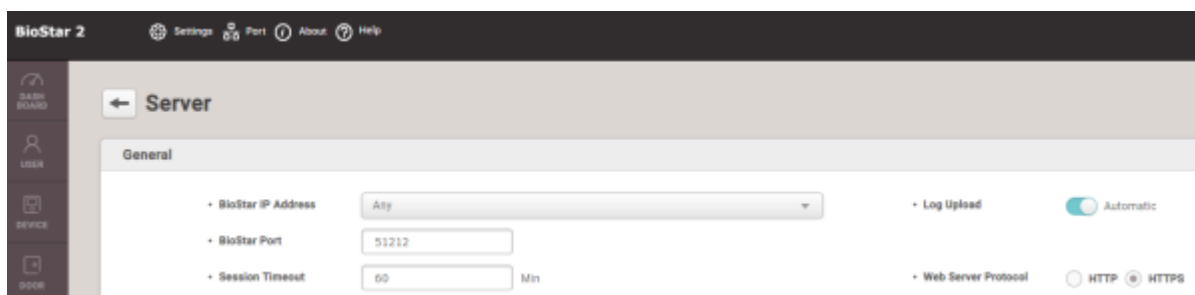 BioStar 2 Settings Port About Help
DASH
BOARD
Server
USER
General
DEVICE
BioStar IP Address Any Log Upload Automatic
BioStar Port 51212
DOOR
Session Timeout 60 Min Web Server Protocol HTTP HTTPS